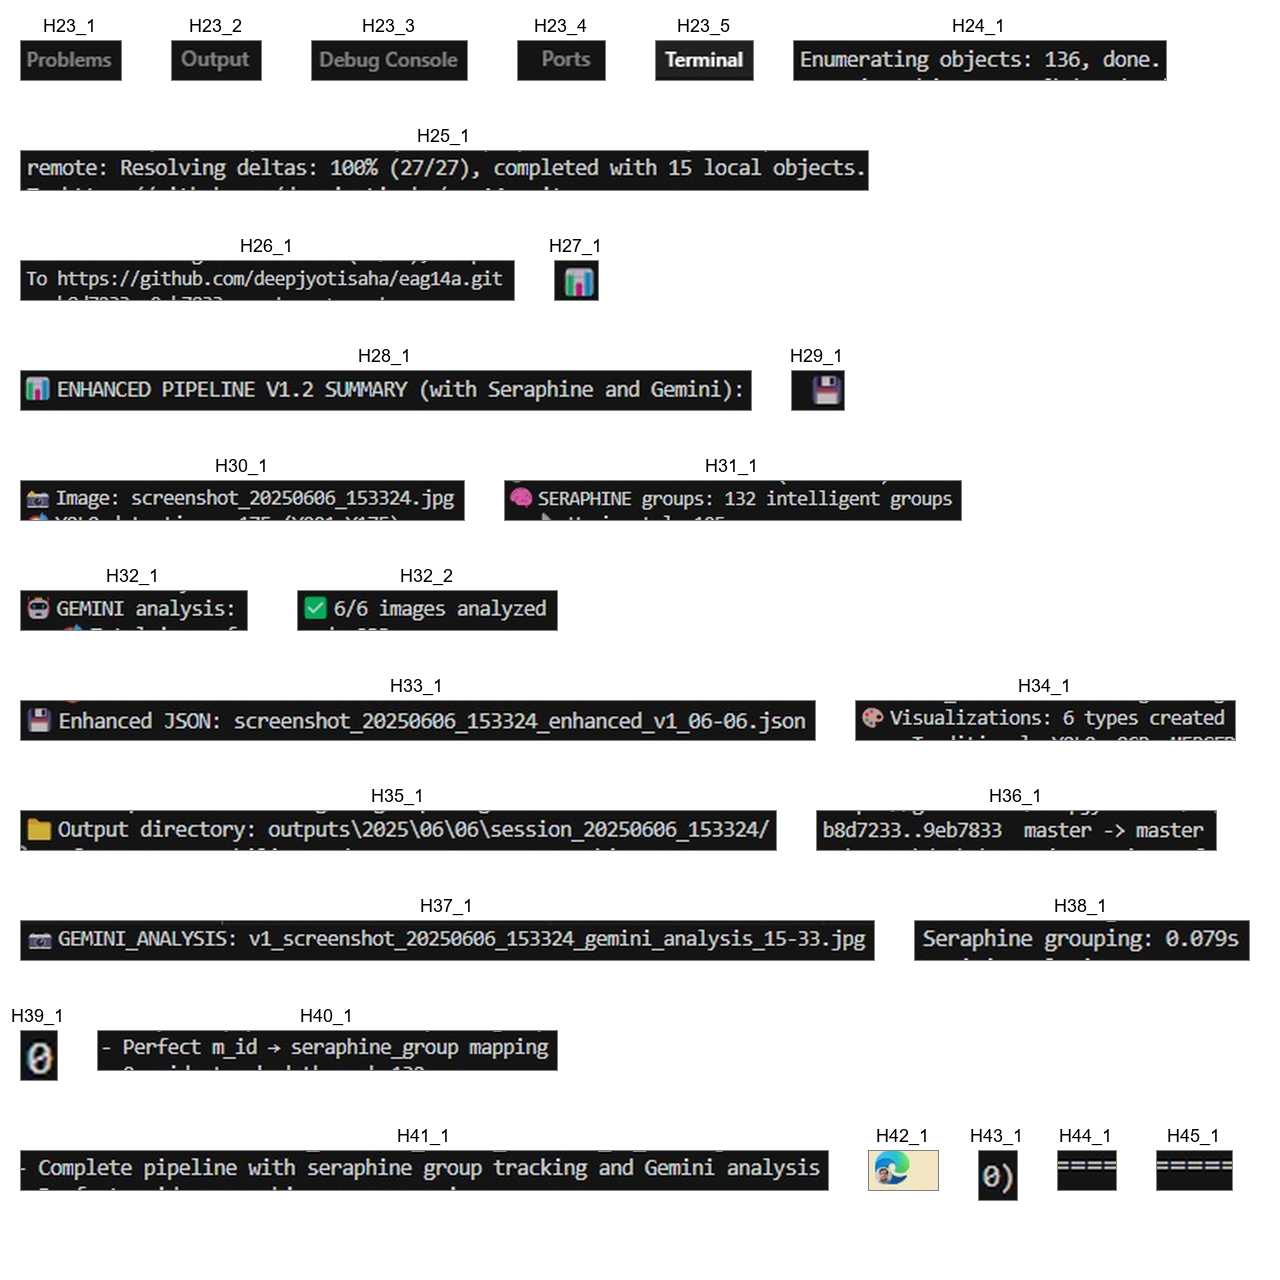 H23_1 H23_2 H23_3 H23_4 H23_5 H24_1
Problems Output Debug Console Ports Terminal Enumerating objects: 136, done.
H25_1
remote: Resolving deltas: 100% (27/27), completed with 15 local objects.
H26_1 H27_1
To https://github.com/deepjyotisaha/eag14a.git
H28_1 H29_1
ENHANCED PIPELINE V1.2 SUMMARY (with Seraphine and Gemini):
H30_1 H31_1
Image: screenshot_20250606_153324.jpg SERAPHINE groups: 132 intelligent groups
H32_1 H32_2
GEMINI analysis: ✅ 6/6 images analyzed
H33_1 H34_1
Enhanced JSON: screenshot_20250606_153324_enhanced_v1_06-06.json Visualizations: 6 types created
H35_1 H36_1
Output directory: outputs\2025\06\06\session_20250606_153324/ b8d7233..9eb7833 master -> master
H37_1 H38_1
GEMINI_ANALYSIS: v1_screenshot_20250606_153324_gemini_analysis_15-33.jpg Seraphine grouping: 0.079s
H39_1 H40_1
0 - Perfect m_id → seraphine_group mapping
H41_1 H42_1 H43_1 H44_1 H45_1
- Complete pipeline with seraphine group tracking and Gemini analysis 0) ==== =====